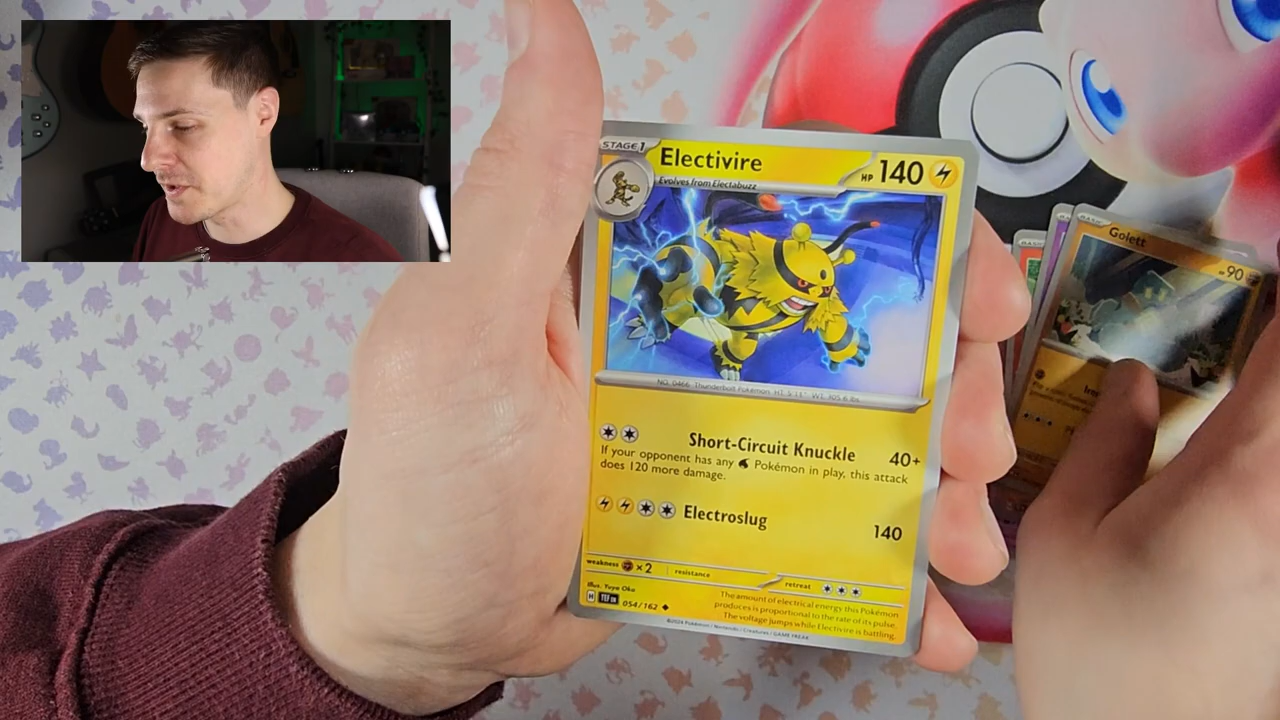 STAGE1
Electivire
HP 140
Evolves from Electabuzz
NO. 0466 Thunderbolt Pokémon HT: 5'11" WT: 305.6 lbs
Short-Circuit Knuckle 40+
If your opponent has any Pokémon in play, this attack
does 120 more damage.
Electroslug 140
weakness ×2 resistance retreat
Illus. Yuya Oka
H TEF EN 054/162
The amount of electrical energy this Pokémon
produces is proportional to the rate of its pulse.
The voltage jumps while Electivire is battling.
©2024 Pokémon / Nintendo / Creatures / GAME FREAK
BASIC
Golett
HP 90